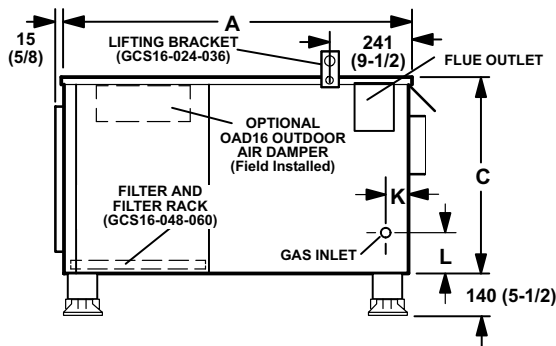 A
15
(5/8)
LIFTING BRACKET
(GCS16-024-036)
241
(9-1/2)
FLUE OUTLET
OPTIONAL
OAD16 OUTDOOR
AIR DAMPER
(Field Installed)
C
FILTER AND
FILTER RACK
(GCS16-048-060)
K
GAS INLET
L
140 (5-1/2)